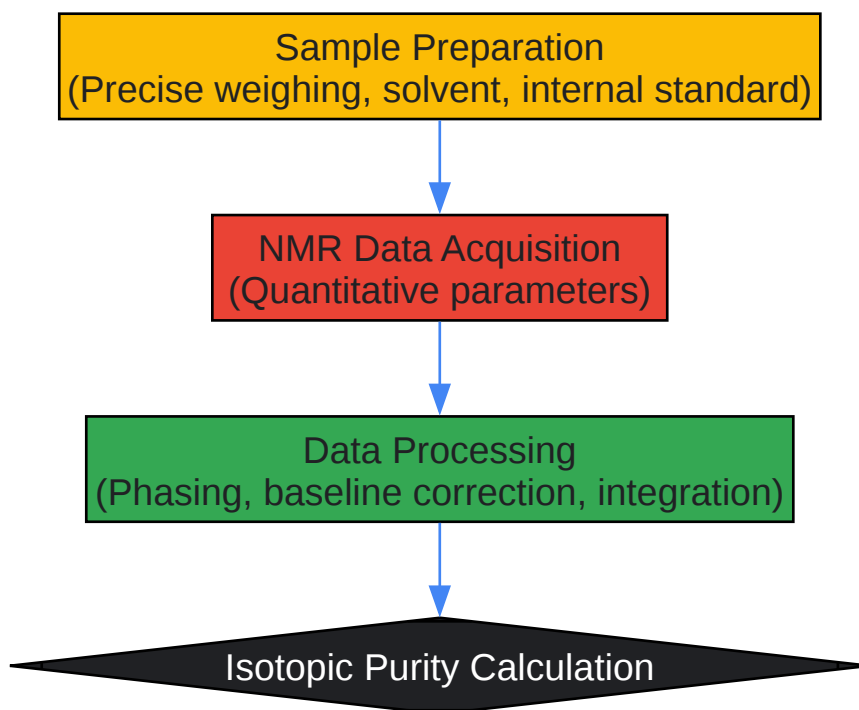 Sample Preparation
(Precise weighing, solvent, internal standard)
NMR Data Acquisition
(Quantitative parameters)
Data Processing
(Phasing, baseline correction, integration)
Isotopic Purity Calculation